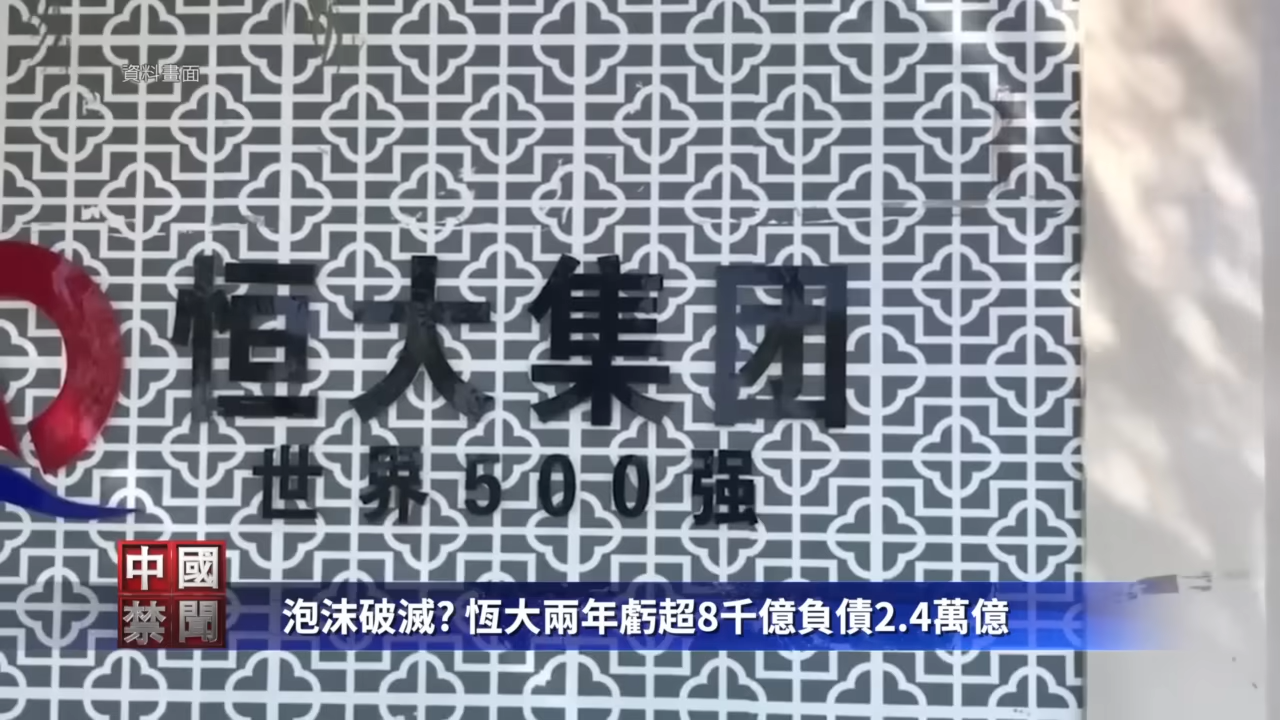 資料畫面
恒大集团
世界500强
中國
禁聞
泡沫破滅?恆大兩年虧超8千億負債2.4萬億